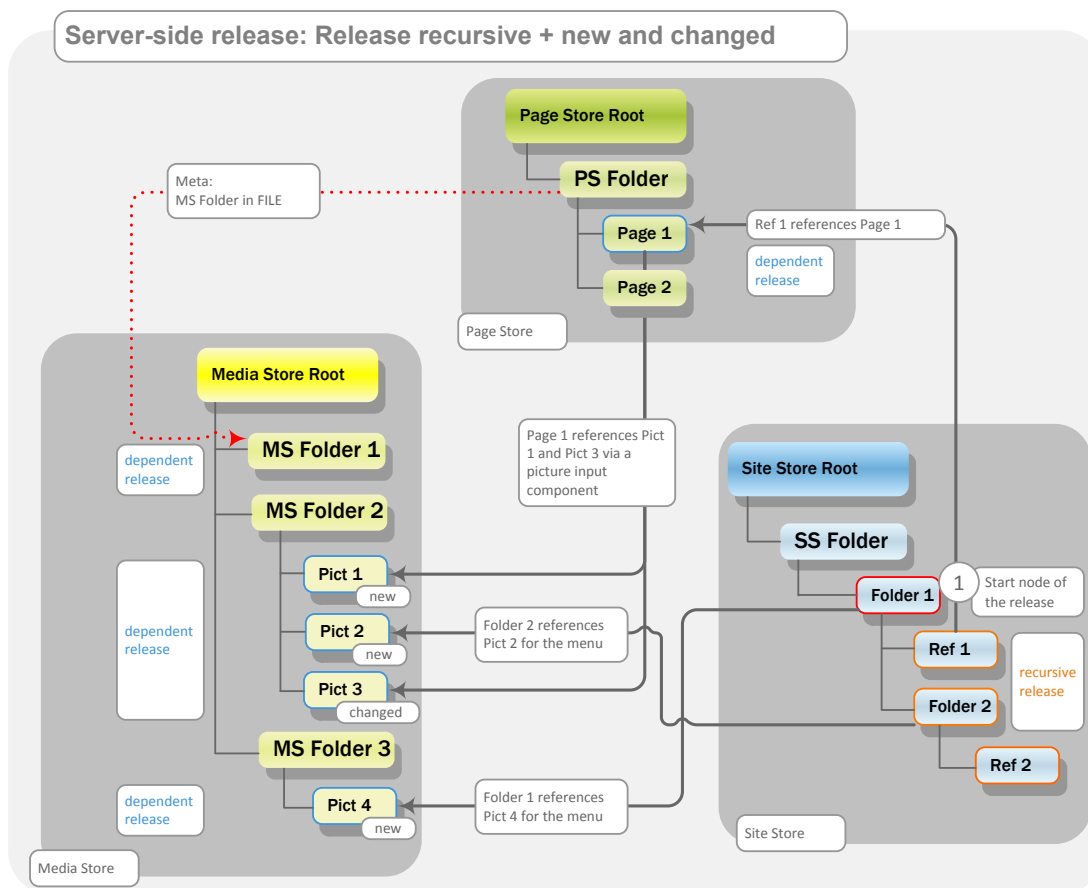 Server-side release: Release recursive + new and changed
Page Store Root
PS Folder
Meta:
MS Folder in FILE
Page 1
Ref 1 references Page 1
dependent
release
Page 2
Page Store
Media Store Root
MS Folder 1
dependent
release
Page 1 references Pict
1 and Pict 3 via a
picture input
component
Site Store Root
MS Folder 2
SS Folder
Pict 1
new
Folder 1
1
Start node of
the release
dependent
release
Pict 2
new
Folder 2 references
Pict 2 for the menu
Ref 1
recursive
release
Pict 3
changed
Folder 2
MS Folder 3
Ref 2
dependent
release
Pict 4
new
Folder 1 references
Pict 4 for the menu
Site Store
Media Store